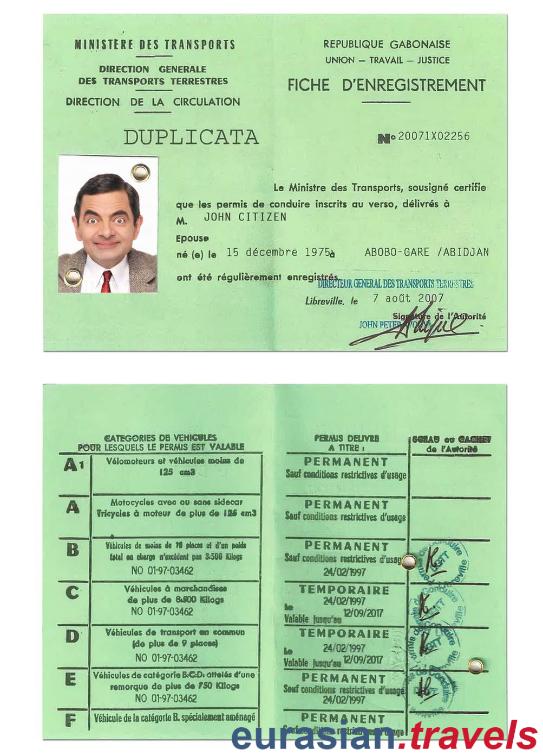 MINISTÈRE DES TRANSPORTS
DIRECTION GENERALE
DES TRANSPORTS TERRESTRES
DIRECTION DE LA CIRCULATION
DUPLICATA
REPUBLIQUE GABONAISE
UNION — TRAVAIL — JUSTICE
FICHE D'ENREGISTREMENT
No 20071X02256
Le Ministre des Transports, sousigné certifie
que les permis de conduire inscrits au verso, délivrés à
M. JOHN CITIZEN
Epouse
né (e) le 15 décembre 1975 à ABOBO-GARE /ABIDJAN
ont été régulièrement enregistrés
DIRECTEUR GENERAL DES TRANSPORTS TERRESTRES
Libreville, le 7 août 2007
Signature de l'Autorité
JOHN PETER
CATEGORIES DE VEHICULES
POUR LESQUELS LE PERMIS EST VALABLE
PERMIS DELIVRE
A TITRE :
SCEAU ou CACHET
de l'Autorité
A1
Vélomoteurs et véhicules moins de
125 cm3
PERMANENT
Sauf conditions restrictives d'usage
A
Motocycles avec ou sans sidecar
Tricycles à moteur de plus de 125 cm3
PERMANENT
Sauf conditions restrictives d'usage
B
Véhicules de moins de 10 places et d'un poids
total en charge n'excédant pas 3-500 Kilogs
NO 01-97-03462
PERMANENT
Sauf conditions restrictives d'usage
24/02/1997
C
Véhicules à marchandises
de plus de 3-500 Kilogs
NO 01-97-03462
TEMPORAIRE
Le 24/02/1997
Valable jusqu'au 12/09/2017
D
Véhicules de transport en commun
(de plus de 9 places)
NO 01-97-03462
TEMPORAIRE
Le 24/02/1997
Valable jusqu'au 12/09/2017
E
Véhicules de catégorie B.C.D. attelés d'une
remorque de plus de 750 Kilogs
NO 01-97-03462
PERMANENT
Sauf conditions restrictives d'usage
24/02/1997
F
Véhicule de la catégorie B. spécialement aménagé
PERMANENT
Sauf conditions restrictives d'usage
eurasian.travels